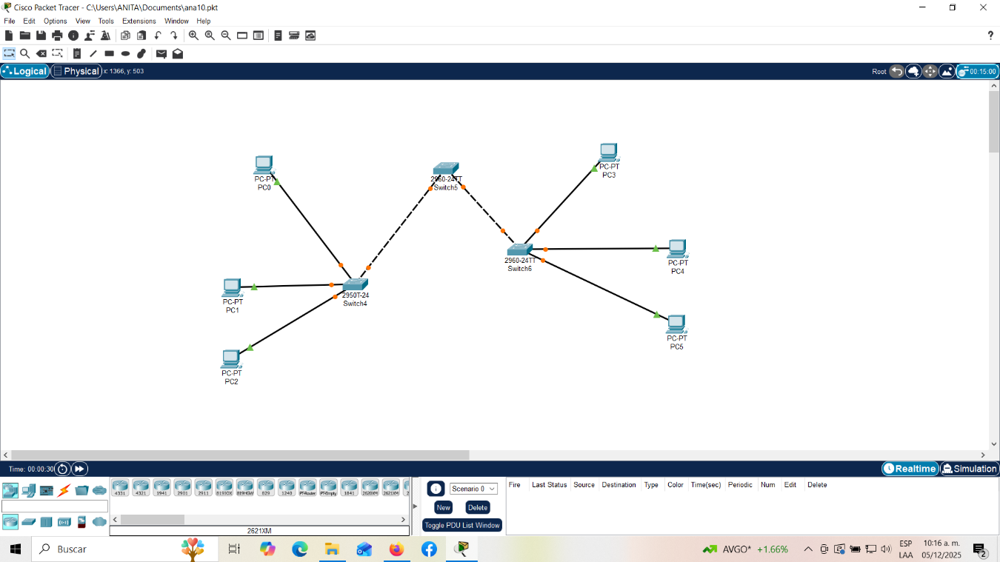 Cisco Packet Tracer - C:\Users\ANITA\Documents\ana10.pkt
File Edit Options View Tools Extensions Window Help
?
Logical Physical x: 1366, y: 503 Root 00:15:00
PC-PT
PC0
2960-24TT
Switch5
PC-PT
PC3
2960-24TT
Switch6
PC-PT
PC4
PC-PT
PC1
2950T-24
Switch4
PC-PT
PC5
PC-PT
PC2
Time: 00:00:30 Realtime Simulation
4331 4321 1941 2901 2911 819HGW 829 1240 PT-Router PT-Empty 1841 2620XM 2621XM
2621XM
Scenario 0
New Delete
Toggle PDU List Window
Fire Last Status Source Destination Type Color Time(sec) Periodic Num Edit Delete
Buscar
AVGO* +1.66%
ESP
LAA
10:16 a. m.
05/12/2025
2